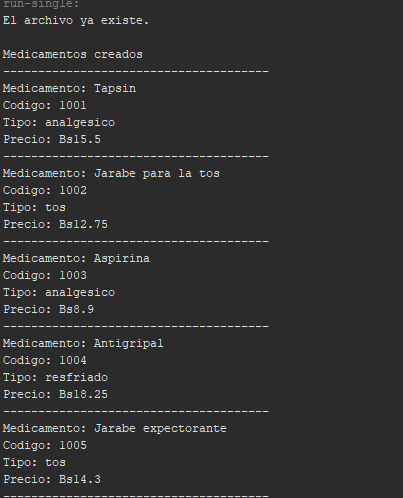 run-single:
El archivo ya existe.
Medicamentos creados
--------------------------------------
Medicamento: Tapsin
Codigo: 1001
Tipo: analgesico
Precio: Bs15.5
--------------------------------------
Medicamento: Jarabe para la tos
Codigo: 1002
Tipo: tos
Precio: Bs12.75
--------------------------------------
Medicamento: Aspirina
Codigo: 1003
Tipo: analgesico
Precio: Bs8.9
--------------------------------------
Medicamento: Antigripal
Codigo: 1004
Tipo: resfriado
Precio: Bs18.25
--------------------------------------
Medicamento: Jarabe expectorante
Codigo: 1005
Tipo: tos
Precio: Bs14.3
--------------------------------------